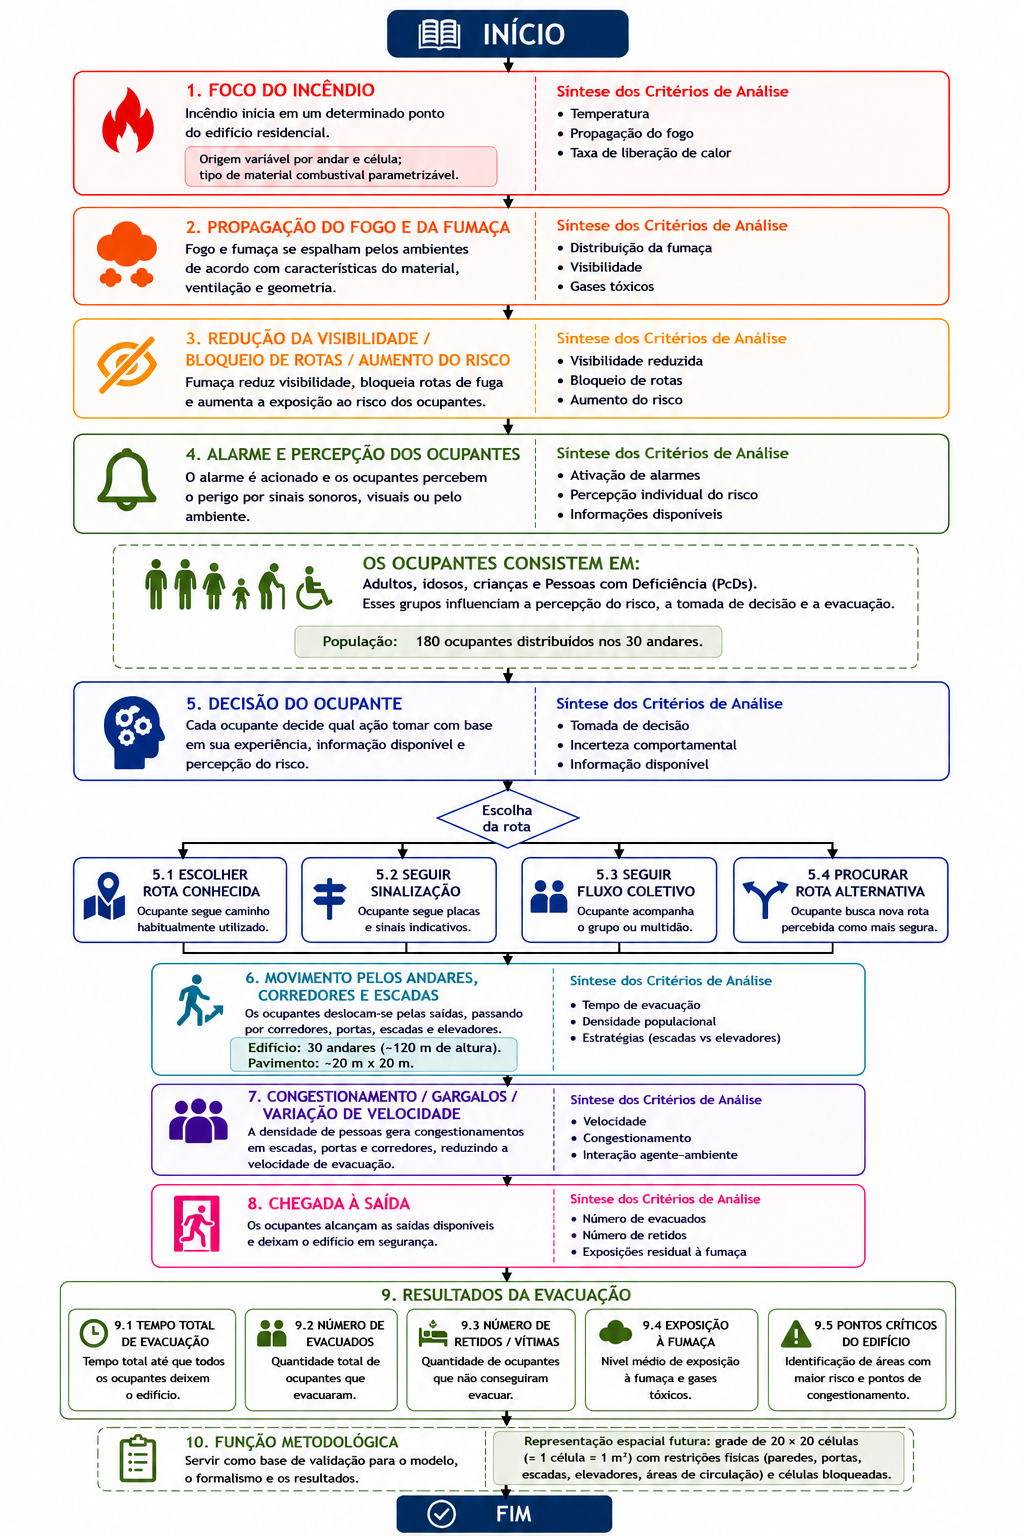 INÍCIO
1. FOCO DO INCÊNDIO
Incêndio inicia em um determinado ponto
do edifício residencial.
Origem variável por andar e célula;
tipo de material combustíval parametrizável.
Síntese dos Critérios de Análise
• Temperatura
• Propagação do fogo
• Taxa de liberação de calor
2. PROPAGAÇÃO DO FOGO E DA FUMAÇA
Fogo e fumaça se espalham pelos ambientes
de acordo com características do material,
ventilação e geometria.
Síntese dos Critérios de Análise
• Distribuição da fumaça
• Visibilidade
• Gases tóxicos
3. REDUÇÃO DA VISIBILIDADE /
BLOQUEIO DE ROTAS / AUMENTO DO RISCO
Fumaça reduz visibilidade, bloqueia rotas de fuga
e aumenta a exposição ao risco dos ocupantes.
Síntese dos Critérios de Análise
• Visibilidade reduzida
• Bloqueio de rotas
• Aumento do risco
4. ALARME E PERCEPÇÃO DOS OCUPANTES
O alarme é acionado e os ocupantes percebem
o perigo por sinais sonoros, visuais ou pelo
ambiente.
Síntese dos Critérios de Análise
• Ativação de alarmes
• Percepção individual do risco
• Informações disponíveis
OS OCUPANTES CONSISTEM EM:
Adultos, idosos, crianças e Pessoas com Deficiência (PcDs).
Esses grupos influenciam a percepção do risco, a tomada de decisão e a evacuação.
População: 180 ocupantes distribuídos nos 30 andares.
5. DECISÃO DO OCUPANTE
Cada ocupante decide qual ação tomar com base
em sua experiência, informação disponível e
percepção do risco.
Síntese dos Critérios de Análise
• Tomada de decisão
• Incerteza comportamental
• Informação disponível
Escolha
da rota
5.1 ESCOLHER
ROTA CONHECIDA
Ocupante segue caminho
habitualmente utilizado.
5.2 SEGUIR
SINALIZAÇÃO
Ocupante segue placas
e sinais indicativos.
5.3 SEGUIR
FLUXO COLETIVO
Ocupante acompanha
o grupo ou multidão.
5.4 PROCURAR
ROTA ALTERNATIVA
Ocupante busca nova rota
percebida como mais segura.
6. MOVIMENTO PELOS ANDARES,
CORREDORES E ESCADAS
Os ocupantes deslocam-se pelas saídas, passando
por corredores, portas, escadas e elevadores.
Edifício: 30 andares (~120 m de altura).
Pavimento: ~20 m x 20 m.
Síntese dos Critérios de Análise
• Tempo de evacuação
• Densidade populacional
• Estratégias (escadas vs elevadores)
7. CONGESTIONAMENTO / GARGALOS /
VARIAÇÃO DE VELOCIDADE
A densidade de pessoas gera congestionamentos
em escadas, portas e corredores, reduzindo a
velocidade de evacuação.
Síntese dos Critérios de Análise
• Velocidade
• Congestionamento
• Interação agente–ambiente
8. CHEGADA À SAÍDA
Os ocupantes alcançam as saídas disponíveis
e deixam o edifício em segurança.
Síntese dos Critérios de Análise
• Número de evacuados
• Número de retidos
• Exposições residual à fumaça
9. RESULTADOS DA EVACUAÇÃO
9.1 TEMPO TOTAL
DE EVACUAÇÃO
Tempo total até que todos
os ocupantes deixem
o edifício.
9.2 NÚMERO DE
EVACUADOS
Quantidade total de
ocupantes que
evacuaram.
9.3 NÚMERO DE
RETIDOS / VÍTIMAS
Quantidade de ocupantes
que não conseguiram
evacuar.
9.4 EXPOSIÇÃO
À FUMAÇA
Nível médio de exposição
à fumaça e gases
tóxicos.
9.5 PONTOS CRÍTICOS
DO EDIFÍCIO
Identificação de áreas com
maior risco e pontos de
congestionamento.
10. FUNÇÃO METODOLÓGICA
Servir como base de validação para o modelo,
o formalismo e os resultados.
Representação espacial futura: grade de 20 × 20 células
(= 1 célula = 1 m²) com restrições fisicas (paredes, portas,
escadas, elevadores, áreas de circulação) e células bloqueadas.
FIM